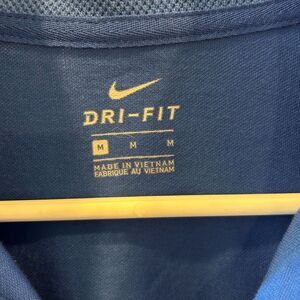 DRI-FIT
M M M
MADE IN VIETNAM
FABRIQUE AU VIETNAM